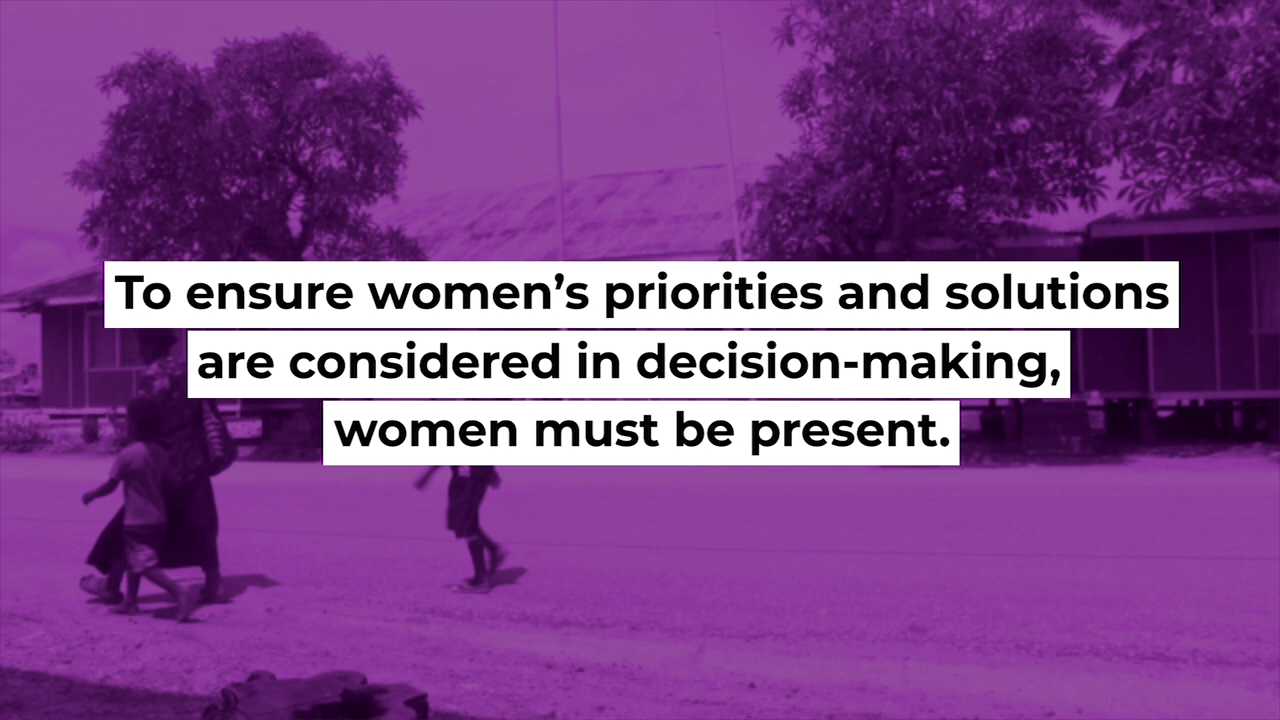 To ensure women’s priorities and solutions
are considered in decision-making,
women must be present.